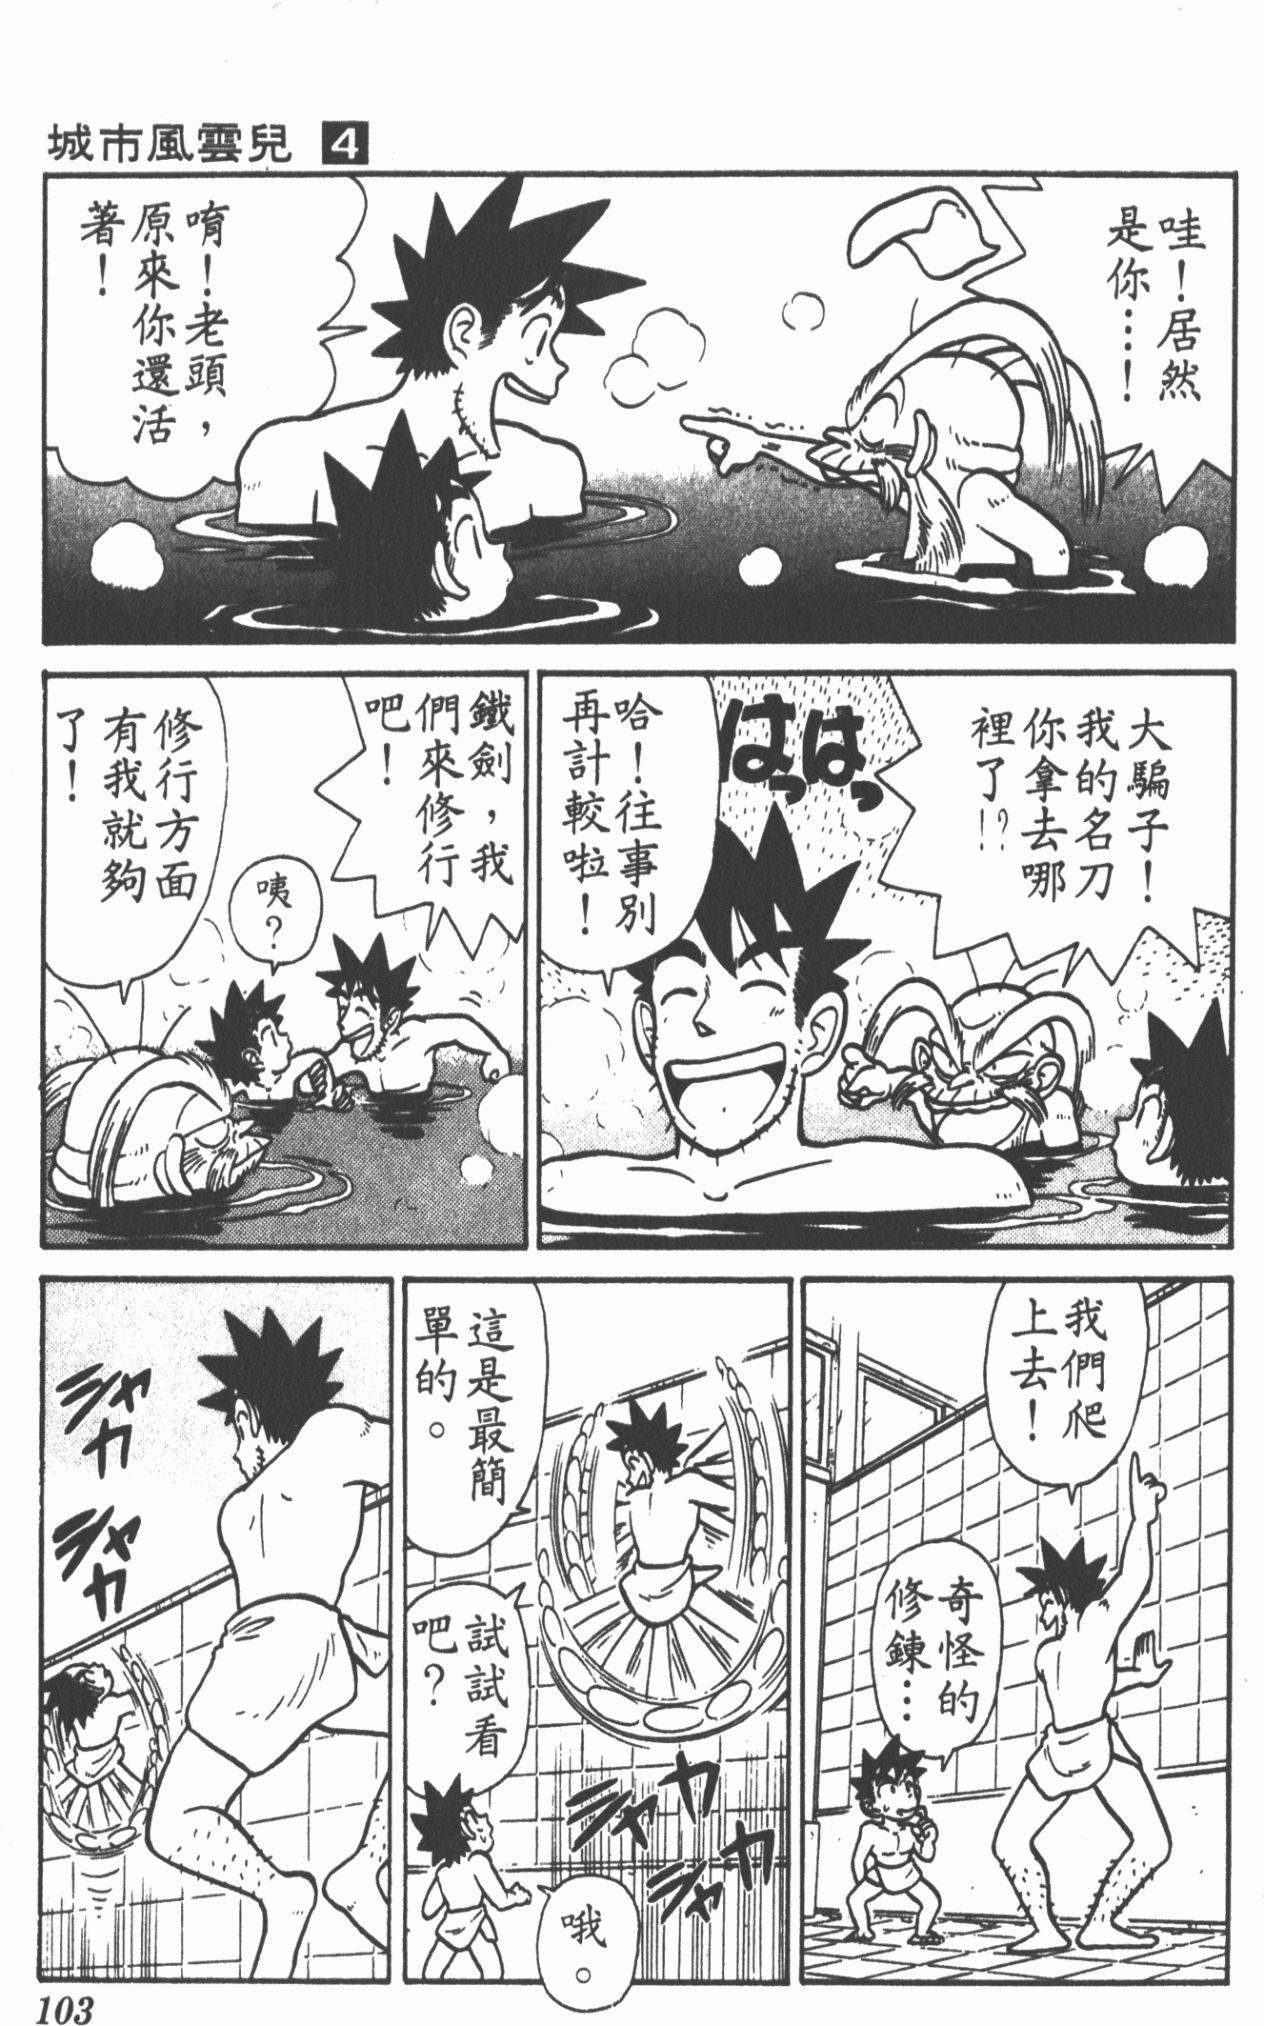 城市風雲兒 4
哇！居然
是你……！
唷！老頭，
原來你還活
著！
大騙子！
我的名刀
你拿去哪
裡了!?
はっはっ
哈！往事別
再計較啦！
鐵劍，我
們來修行
吧！
咦？
修行方面
有我就夠
了！
我們爬
上去！
奇怪的
修鍊…
這是最簡
單的。
試試看
吧？
哦。
シャカ
シャカ
シャカ
シャカ
103